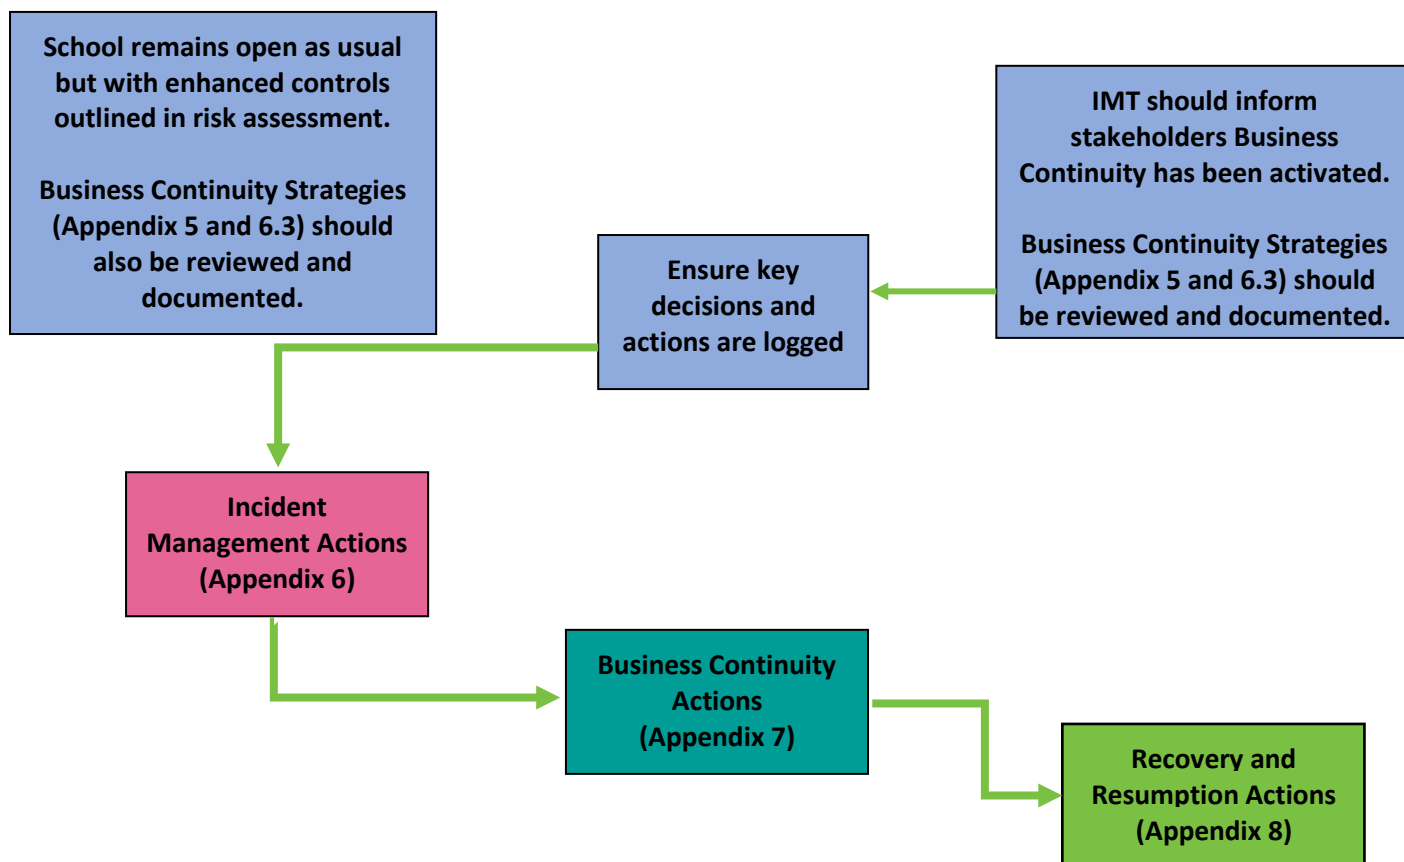 School remains open as usual
but with enhanced controls
outlined in risk assessment.
Business Continuity Strategies
(Appendix 5 and 6.3) should
also be reviewed and
documented.
IMT should inform
stakeholders Business
Continuity has been activated.
Business Continuity Strategies
(Appendix 5 and 6.3) should
be reviewed and documented.
Ensure key
decisions and
actions are logged
Incident
Management Actions
(Appendix 6)
Business Continuity
Actions
(Appendix 7)
Recovery and
Resumption Actions
(Appendix 8)